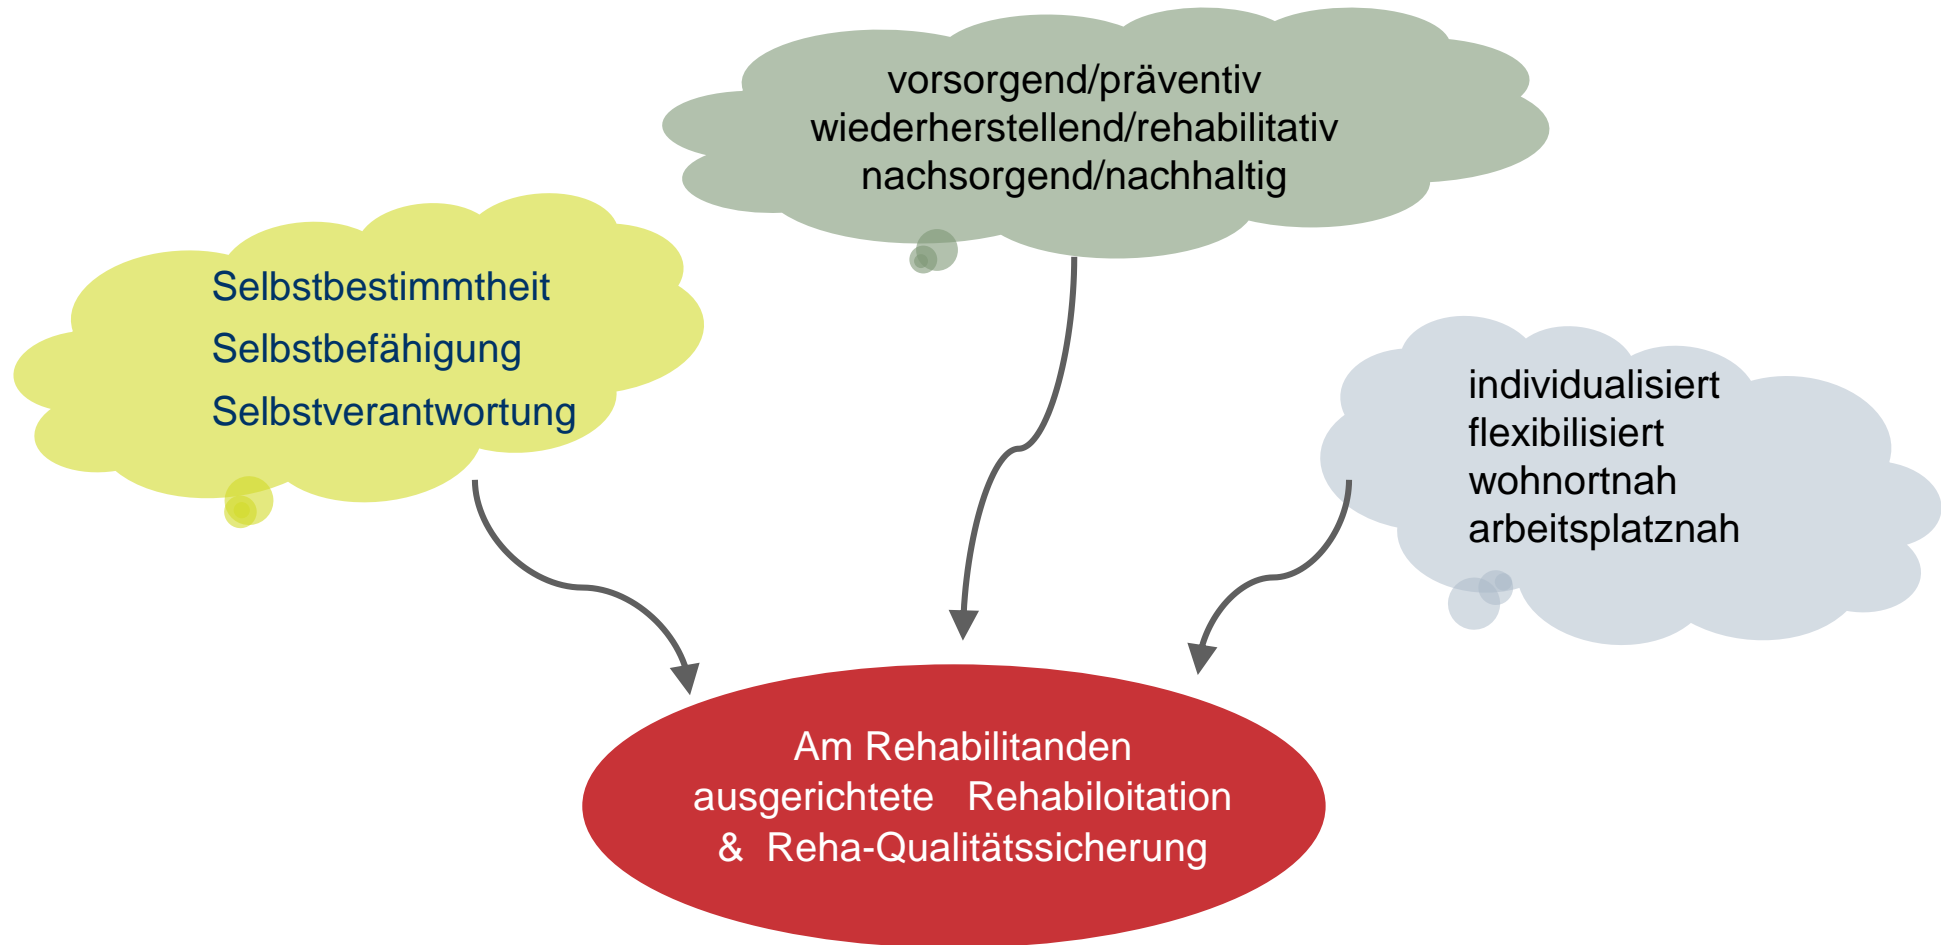 vorsorgend/präventiv
wiederherstellend/rehabilitativ
nachsorgend/nachhaltig
Selbstbestimmtheit
Selbstbefähigung
Selbstverantwortung
individualisiert
flexibilisiert
wohnortnah
arbeitsplatznah
Am Rehabilitanden
ausgerichtete Rehabiloitation
& Reha-Qualitätssicherung